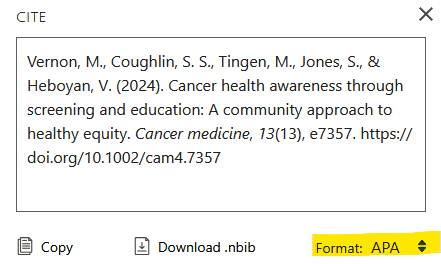 CITE
Vernon, M., Coughlin, S. S., Tingen, M., Jones, S., &
Heboyan, V. (2024). Cancer health awareness through
screening and education: A community approach to
healthy equity. Cancer medicine, 13(13), e7357. https://
doi.org/10.1002/cam4.7357
Copy Download .nbib Format: APA